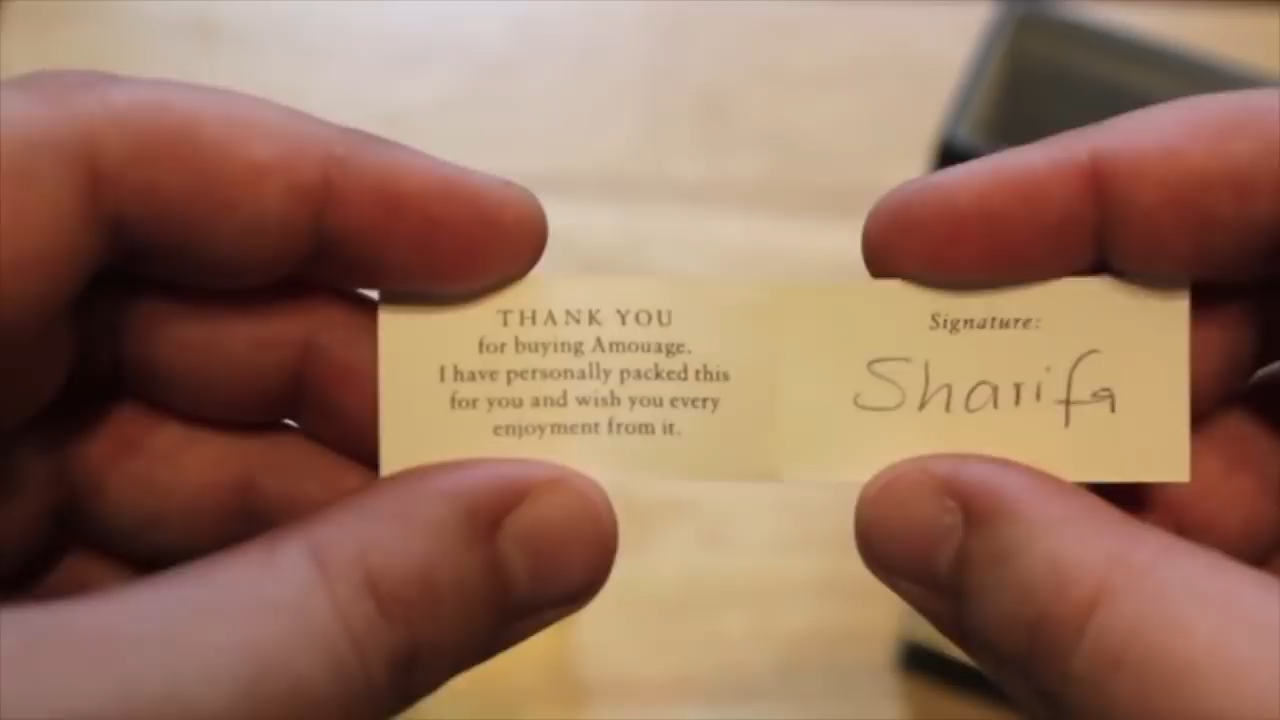 THANK YOU
for buying Amouage.
I have personally packed this
for you and wish you every
enjoyment from it.
Signature:
Sharifa